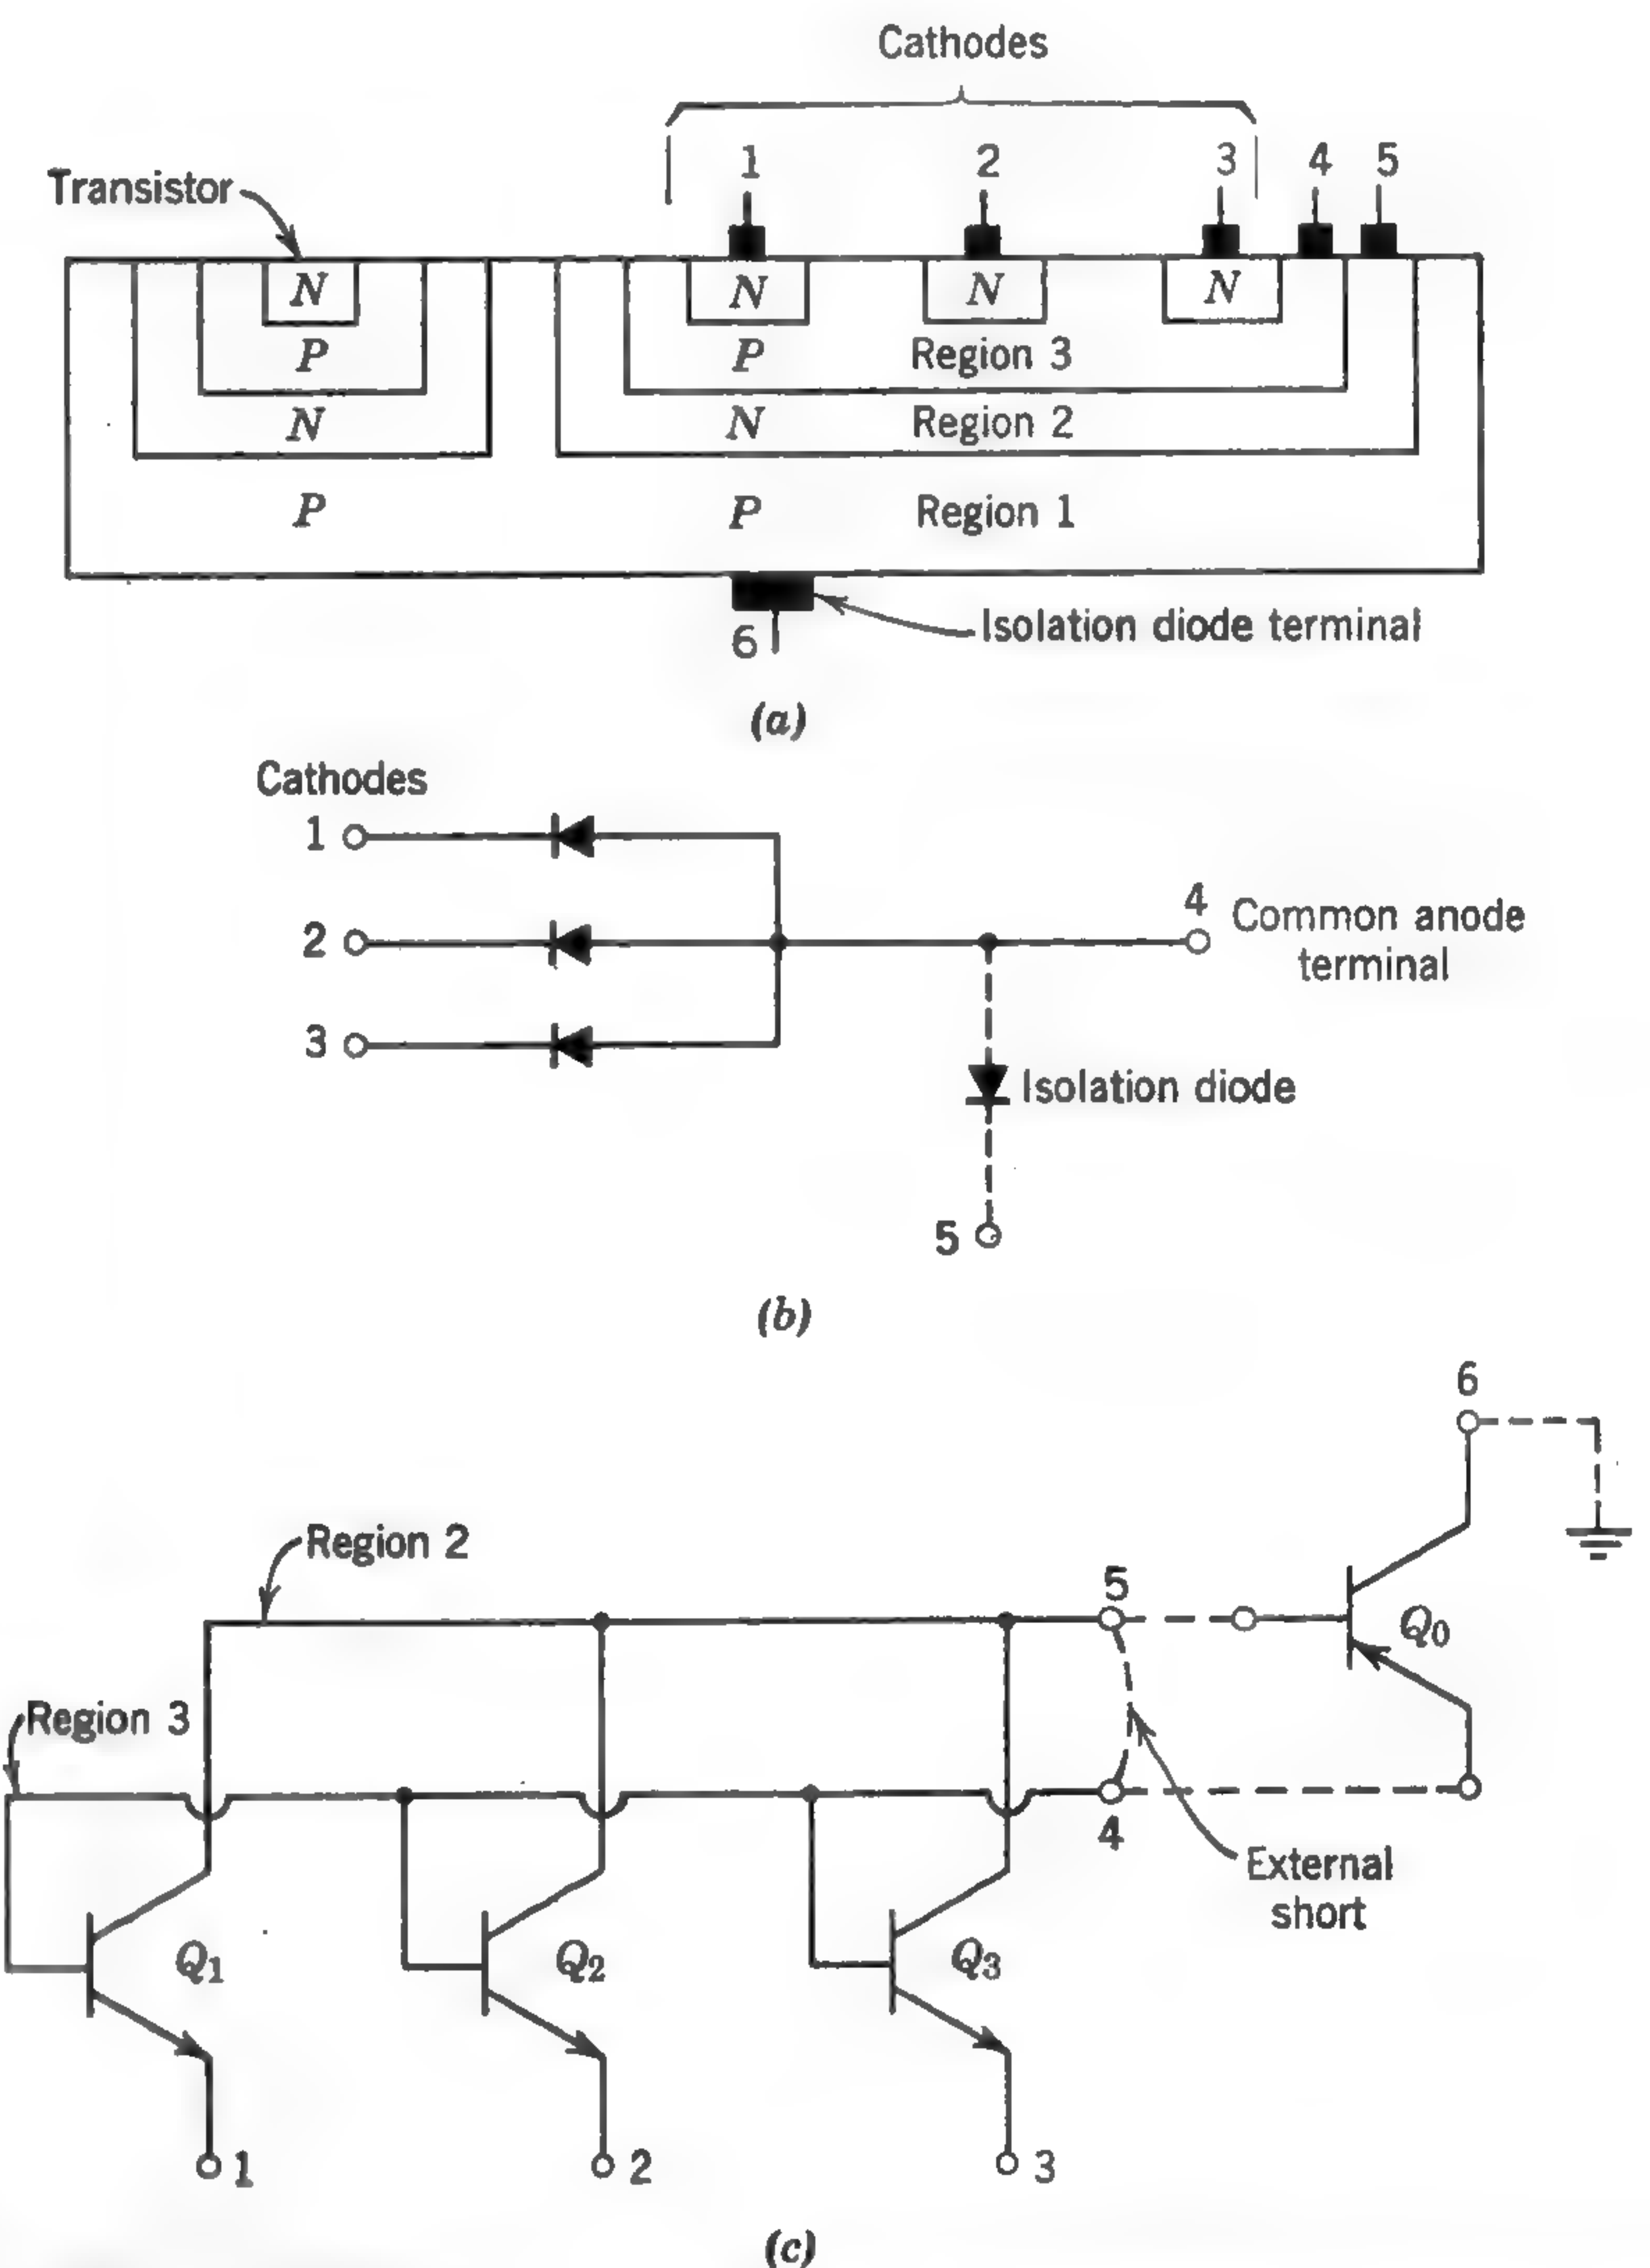 Cathodes
1 2 3 4 5
Transistor
N N N N
P P Region 3
N N Region 2
P P Region 1
6 Isolation diode terminal
(a)
Cathodes
1
4 Common anode
terminal
2
3
Isolation diode
5
(b)
6
Region 2
5
Q0
Region 3
4
External
short
Q1 Q2 Q3
1 2 3
(c)